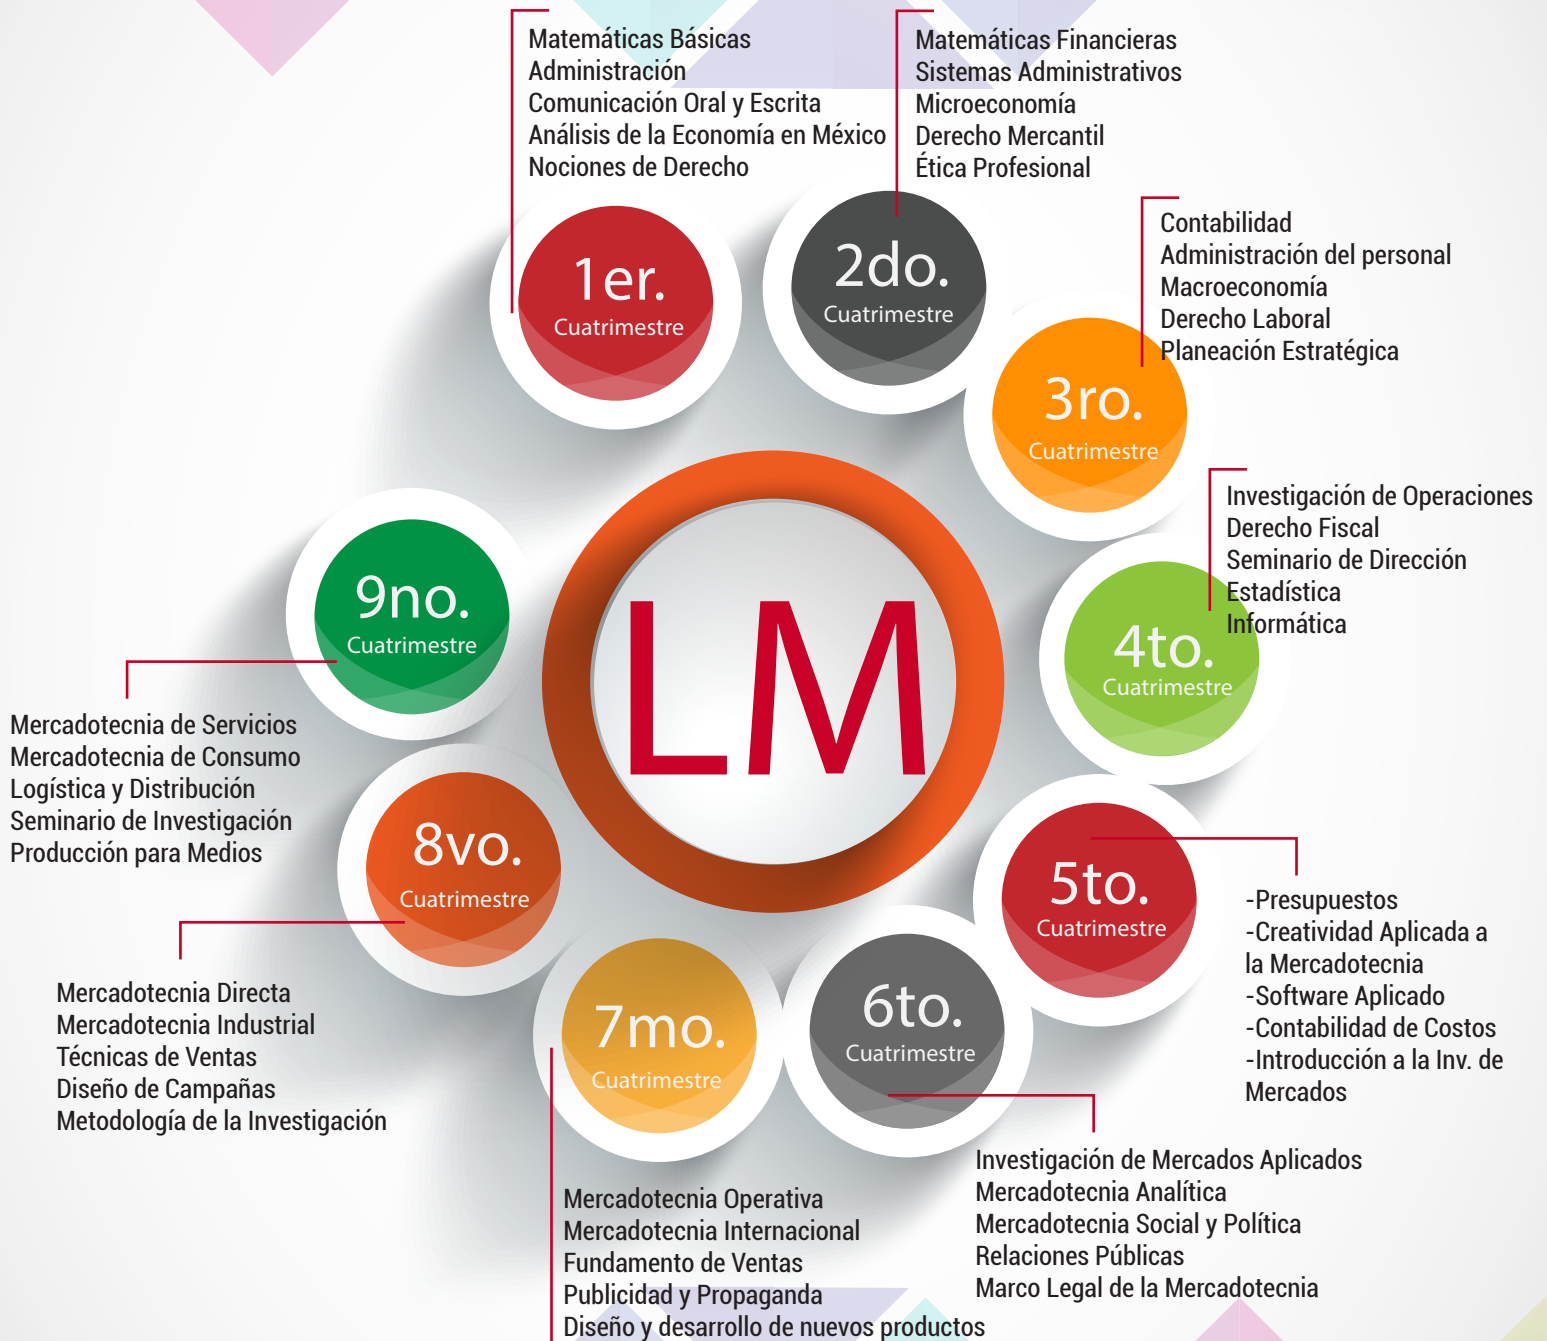 Matemáticas Básicas
Administración
Comunicación Oral y Escrita
Análisis de la Economía en México
Nociones de Derecho
1er.
Cuatrimestre
Matemáticas Financieras
Sistemas Administrativos
Microeconomía
Derecho Mercantil
Ética Profesional
2do.
Cuatrimestre
Contabilidad
Administración del personal
Macroeconomía
Derecho Laboral
Planeación Estratégica
3ro.
Cuatrimestre
Investigación de Operaciones
Derecho Fiscal
Seminario de Dirección
Estadística
Informática
4to.
Cuatrimestre
LM
5to.
Cuatrimestre
-Presupuestos
-Creatividad Aplicada a
la Mercadotecnia
-Software Aplicado
-Contabilidad de Costos
-Introducción a la Inv. de
Mercados
6to.
Cuatrimestre
Investigación de Mercados Aplicados
Mercadotecnia Analítica
Mercadotecnia Social y Política
Relaciones Públicas
Marco Legal de la Mercadotecnia
7mo.
Cuatrimestre
Mercadotecnia Operativa
Mercadotecnia Internacional
Fundamento de Ventas
Publicidad y Propaganda
Diseño y desarrollo de nuevos productos
8vo.
Cuatrimestre
Mercadotecnia Directa
Mercadotecnia Industrial
Técnicas de Ventas
Diseño de Campañas
Metodología de la Investigación
9no.
Cuatrimestre
Mercadotecnia de Servicios
Mercadotecnia de Consumo
Logística y Distribución
Seminario de Investigación
Producción para Medios